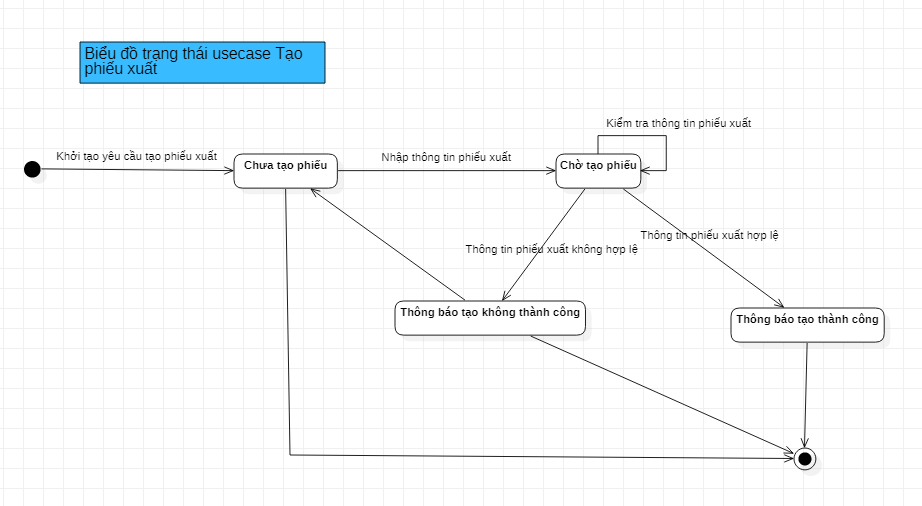 Biểu đồ trạng thái usecase Tạo
phiếu xuất
Kiểm tra thông tin phiếu xuất
Khởi tạo yêu cầu tạo phiếu xuất
Nhập thông tin phiếu xuất
Chưa tạo phiếu
Chờ tạo phiếu
Thông tin phiếu xuất hợp lệ
Thông tin phiếu xuất không hợp lệ
Thông báo tạo không thành công
Thông báo tạo thành công